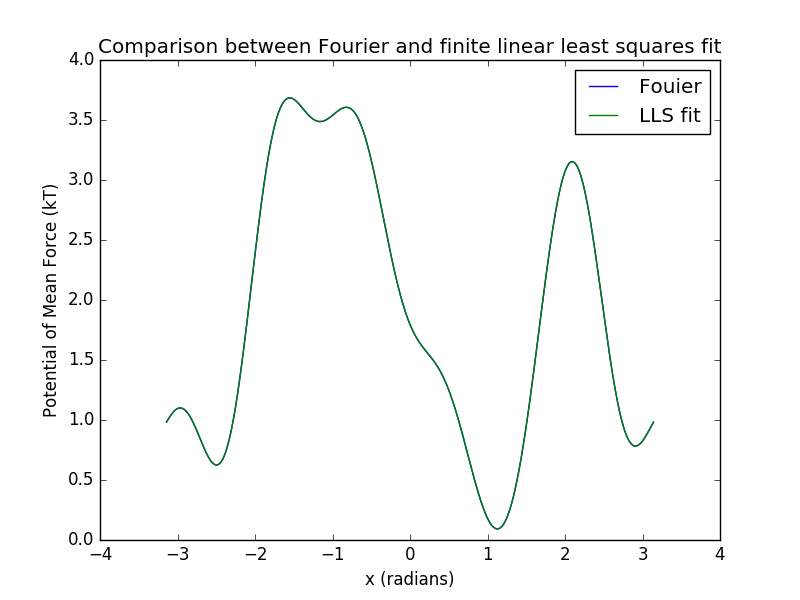 Comparison between Fourier and finite linear least squares fit
Fouier
LLS fit
Potential of Mean Force (kT)
4.0
3.5
3.0
2.5
2.0
1.5
1.0
0.5
0.0
−4 −3 −2 −1 0 1 2 3 4
x (radians)